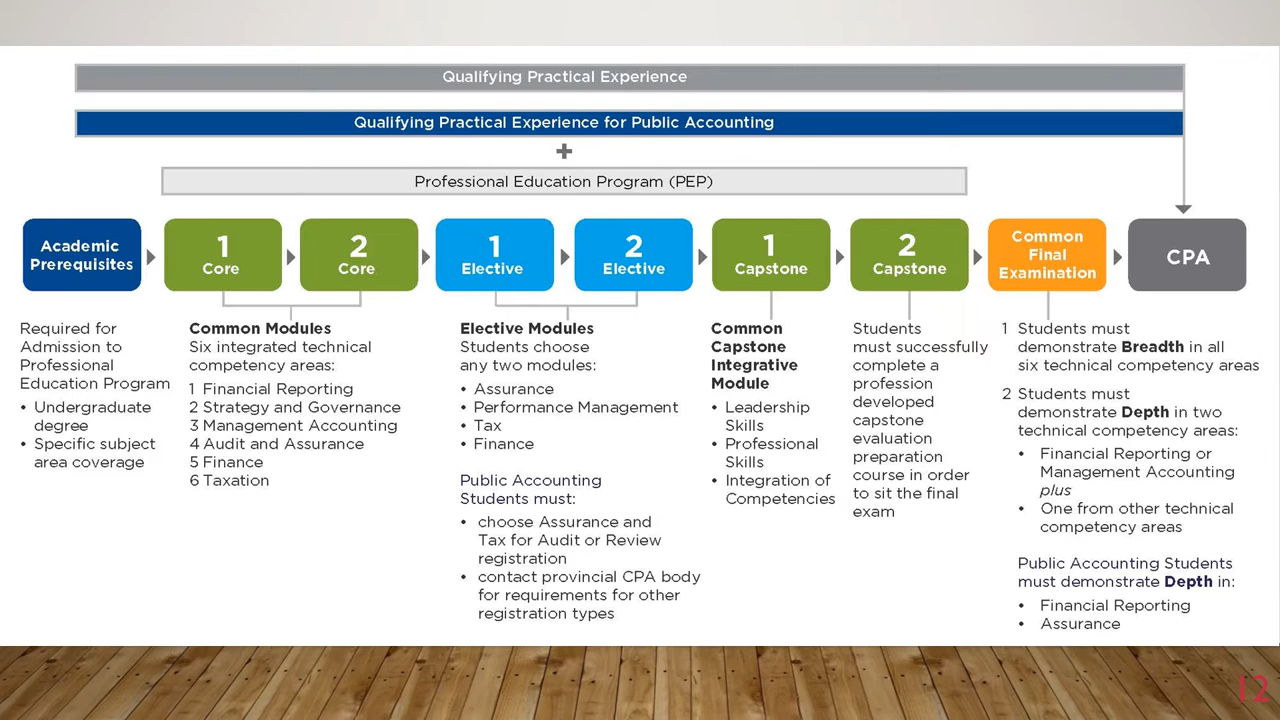 Qualifying Practical Experience
Qualifying Practical Experience for Public Accounting
+
Professional Education Program (PEP)
Academic
Prerequisites
1
Core
2
Core
1
Elective
2
Elective
1
Capstone
2
Capstone
Common
Final
Examination
CPA
Required for
Admission to
Professional
Education Program
• Undergraduate
degree
• Specific subject
area coverage
Common Modules
Six integrated technical
competency areas:
1 Financial Reporting
2 Strategy and Governance
3 Management Accounting
4 Audit and Assurance
5 Finance
6 Taxation
Elective Modules
Students choose
any two modules:
• Assurance
• Performance Management
• Tax
• Finance
Public Accounting
Students must:
• choose Assurance and
Tax for Audit or Review
registration
• contact provincial CPA body
for requirements for other
registration types
Common
Capstone
Integrative
Module
• Leadership
Skills
• Professional
Skills
• Integration of
Competencies
Students
must successfully
complete a
profession
developed
capstone
evaluation
preparation
course in order
to sit the final
exam
1 Students must
demonstrate Breadth in all
six technical competency areas
2 Students must
demonstrate Depth in two
technical competency areas:
• Financial Reporting or
Management Accounting
plus
• One from other technical
competency areas
Public Accounting Students
must demonstrate Depth in:
• Financial Reporting
• Assurance
12